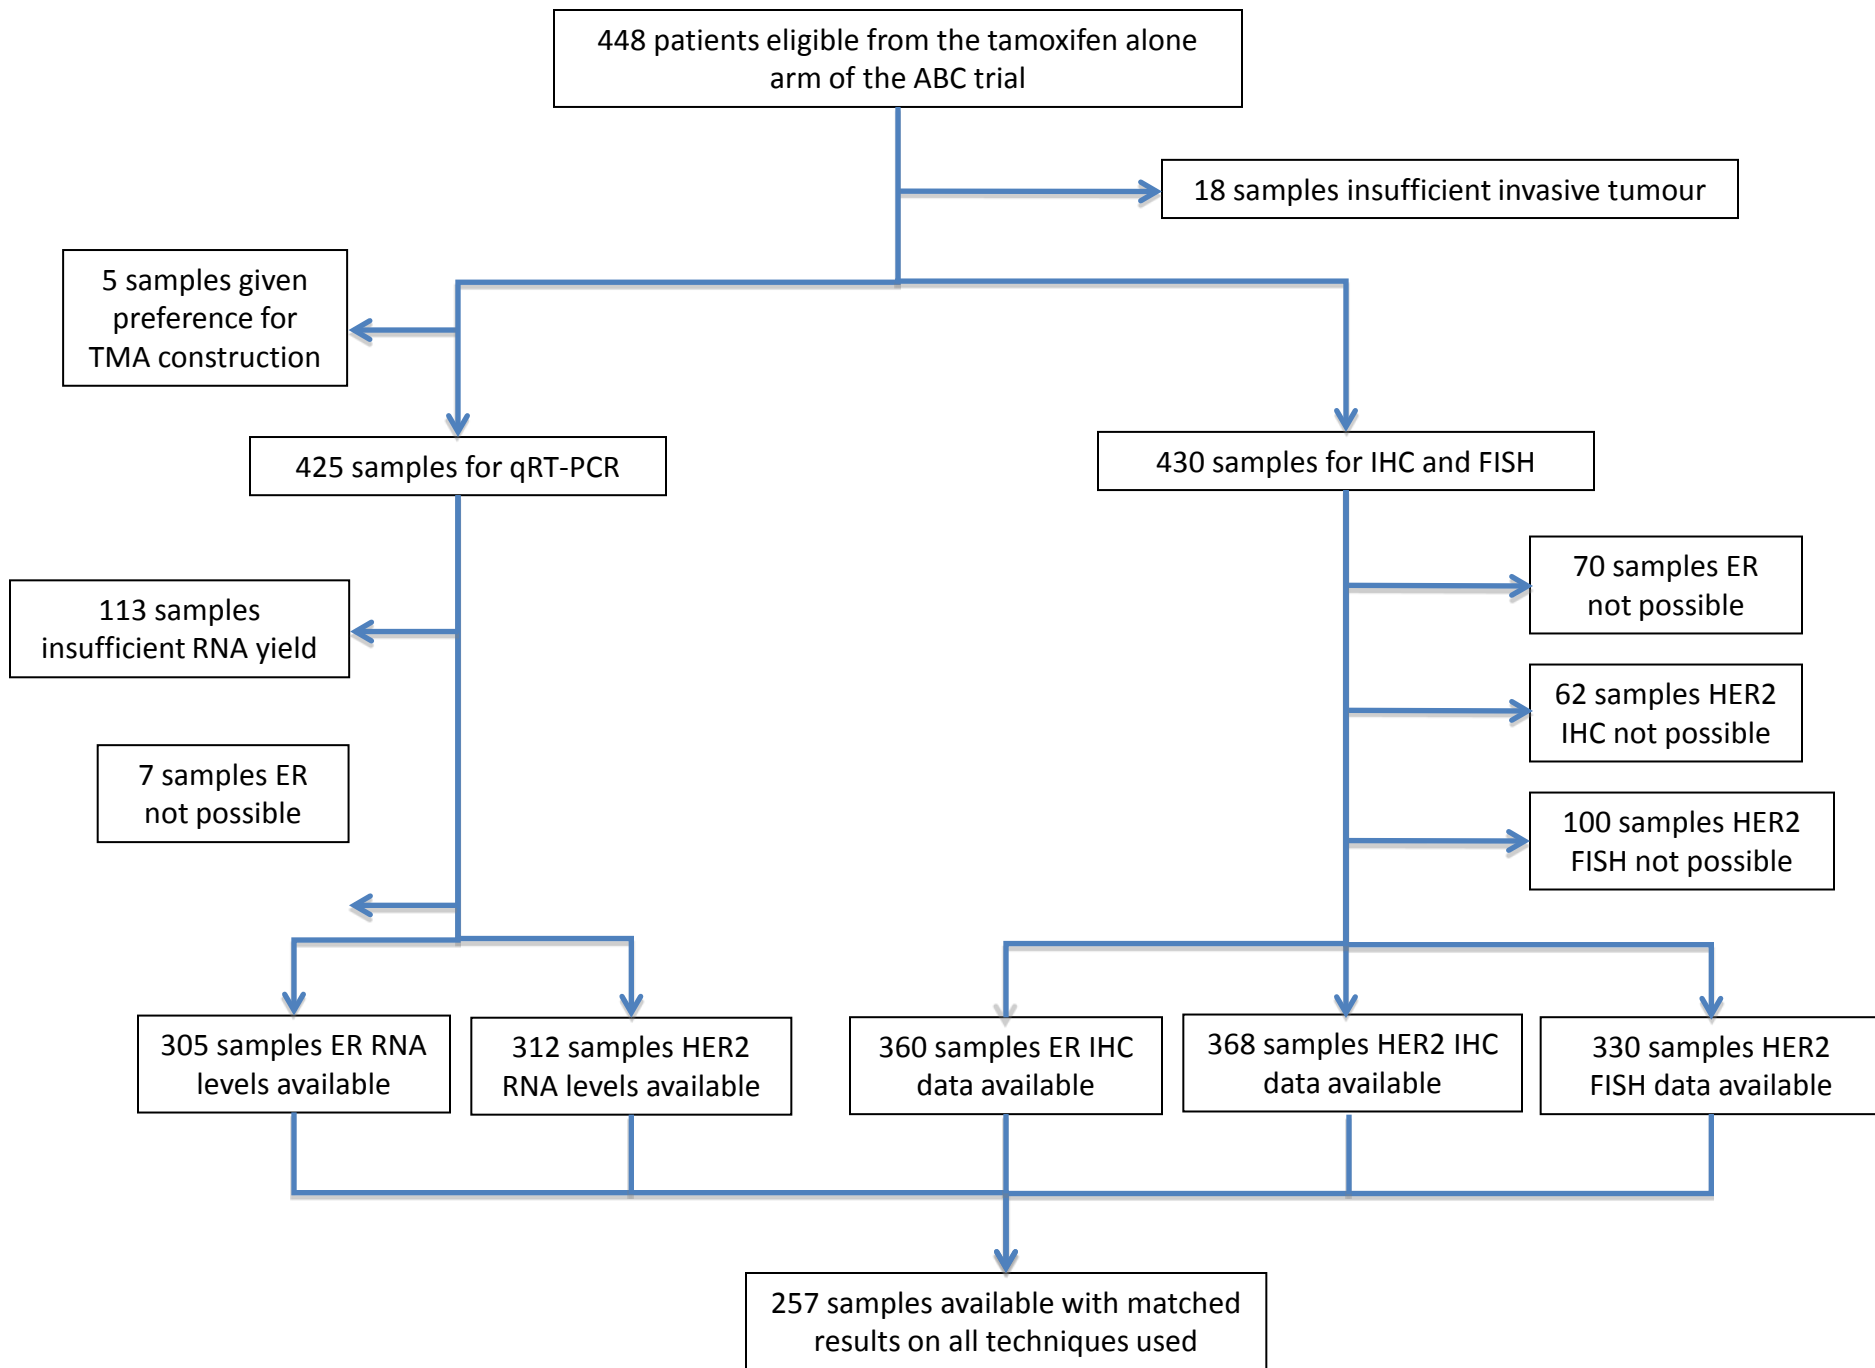 448 patients eligible from the tamoxifen alone
arm of the ABC trial
18 samples insufficient invasive tumour
5 samples given
preference for
TMA construction
425 samples for qRT-PCR
430 samples for IHC and FISH
113 samples
insufficient RNA yield
7 samples ER
not possible
70 samples ER
not possible
62 samples HER2
IHC not possible
100 samples HER2
FISH not possible
305 samples ER RNA
levels available
312 samples HER2
RNA levels available
360 samples ER IHC
data available
368 samples HER2 IHC
data available
330 samples HER2
FISH data available
257 samples available with matched
results on all techniques used